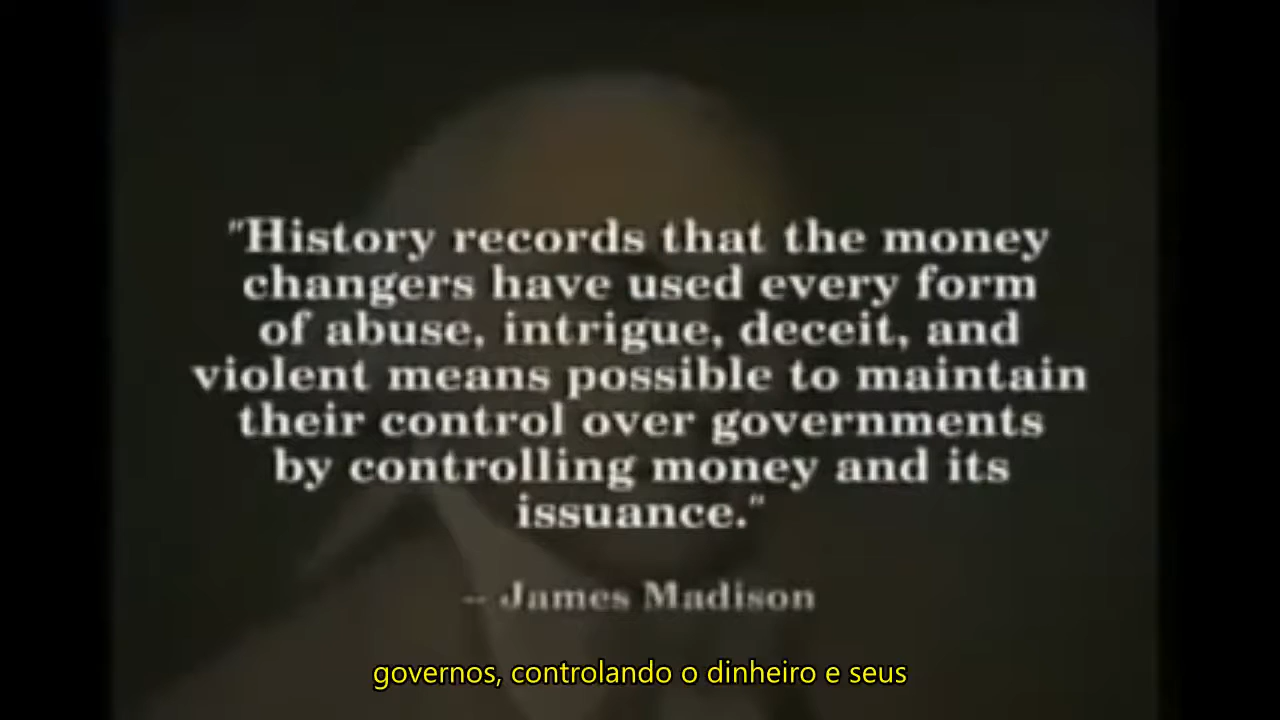 "History records that the money
changers have used every form
of abuse, intrigue, deceit, and
violent means possible to maintain
their control over governments
by controlling money and its
issuance."
-- James Madison
governos, controlando o dinheiro e seus